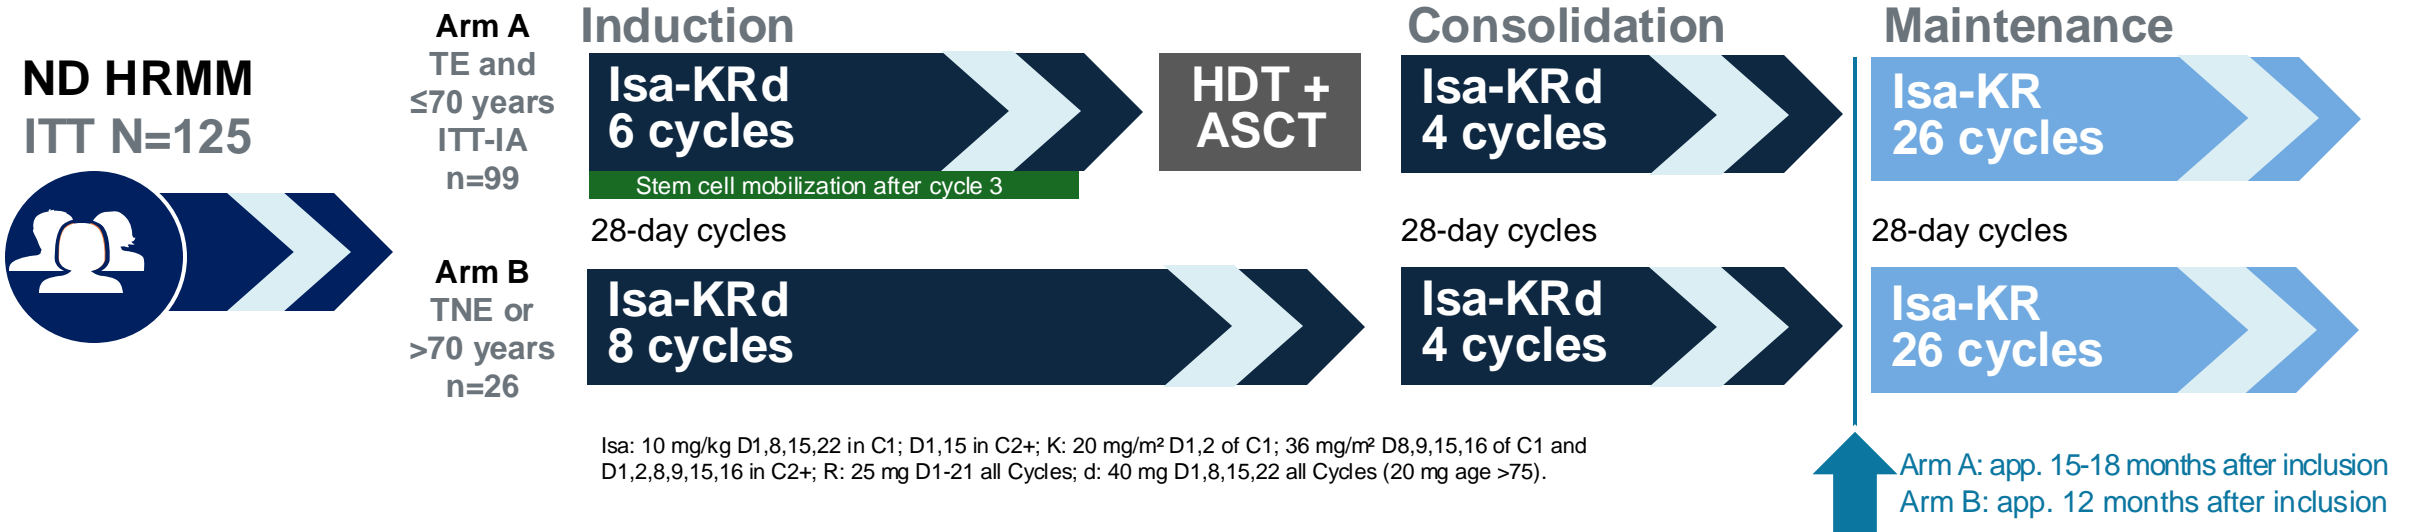 ND HRMM
ITT N=125
Arm A
TE and
≤70 years
ITT-IA
n=99
Arm B
TNE or
>70 years
n=26
Induction
Isa-KRd
6 cycles
Stem cell mobilization after cycle 3
28-day cycles
Isa-KRd
8 cycles
HDT +
ASCT
Consolidation
Isa-KRd
4 cycles
28-day cycles
Isa-KRd
4 cycles
Maintenance
Isa-KR
26 cycles
28-day cycles
Isa-KR
26 cycles
Isa: 10 mg/kg D1,8,15,22 in C1; D1,15 in C2+; K: 20 mg/m² D1,2 of C1; 36 mg/m² D8,9,15,16 of C1 and
D1,2,8,9,15,16 in C2+; R: 25 mg D1-21 all Cycles; d: 40 mg D1,8,15,22 all Cycles (20 mg age >75).
Arm A: app. 15-18 months after inclusion
Arm B: app. 12 months after inclusion